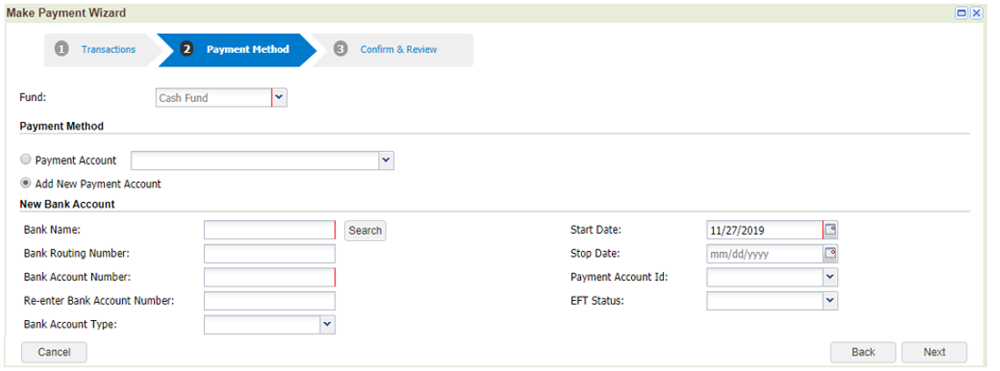 Make Payment Wizard
1 Transactions 2 Payment Method 3 Confirm & Review
Fund: Cash Fund
Payment Method
Payment Account
Add New Payment Account
New Bank Account
Bank Name: Search Start Date: 11/27/2019
Bank Routing Number: Stop Date: mm/dd/yyyy
Bank Account Number: Payment Account Id:
Re-enter Bank Account Number: EFT Status:
Bank Account Type:
Cancel Back Next